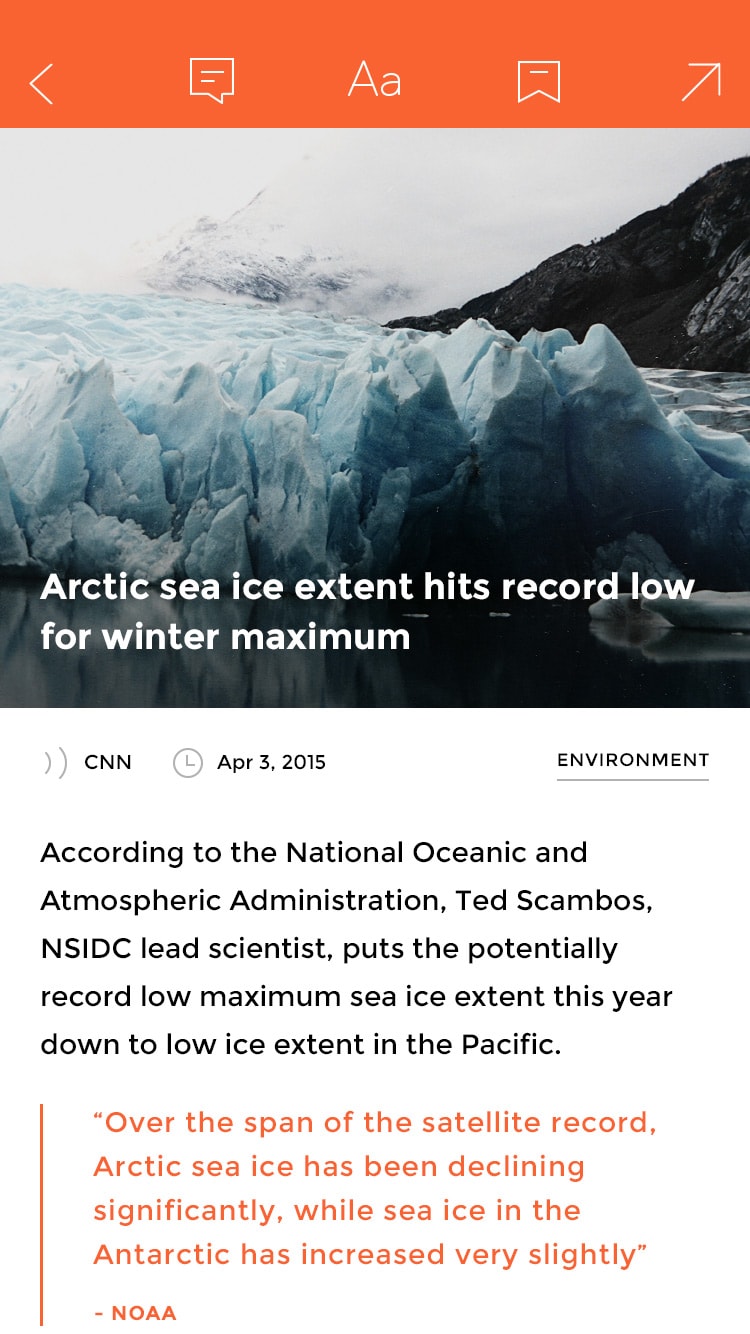 Aa
Arctic sea ice extent hits record low
for winter maximum
CNN
Apr 3, 2015
ENVIRONMENT
According to the National Oceanic and
Atmospheric Administration, Ted Scambos,
NSIDC lead scientist, puts the potentially
record low maximum sea ice extent this year
down to low ice extent in the Pacific.
“Over the span of the satellite record,
Arctic sea ice has been declining
significantly, while sea ice in the
Antarctic has increased very slightly”
- NOAA